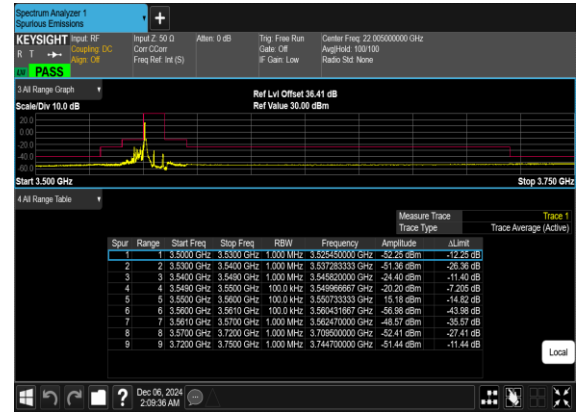 Spectrum Analyzer 1
Spurious Emissions
+
KEYSIGHT Input: RF Input Z: 50 Ω Atten: 0 dB Trig: Free Run Center Freq: 22.005000000 GHz
R T Coupling: DC Corr CCorr Gate: Off Avg|Hold: 100/100
Align: Off Freq Ref: Int (S) IF Gain: Low Radio Std: None
PASS
3 All Range Graph
Ref Lvl Offset 36.41 dB
Scale/Div 10.0 dB Ref Value 30.00 dBm
20.0
0.00
-20.0
-40.0
-60.0
Start 3.500 GHz Stop 3.750 GHz
4 All Range Table
Measure Trace Trace 1
Trace Type Trace Average (Active)
Spur Range Start Freq Stop Freq RBW Frequency Amplitude ΔLimit
1 1 3.5000 GHz 3.5300 GHz 1.000 MHz 3.525450000 GHz -52.25 dBm -12.25 dB
2 2 3.5300 GHz 3.5400 GHz 1.000 MHz 3.537283333 GHz -51.36 dBm -26.36 dB
3 3 3.5400 GHz 3.5490 GHz 1.000 MHz 3.545820000 GHz -24.40 dBm -11.40 dB
4 4 3.5490 GHz 3.5500 GHz 100.0 kHz 3.549966667 GHz -20.20 dBm -7.205 dB
5 5 3.5500 GHz 3.5600 GHz 100.0 kHz 3.550733333 GHz 15.18 dBm -14.82 dB
6 6 3.5600 GHz 3.5610 GHz 100.0 kHz 3.560431667 GHz -56.98 dBm -43.98 dB
7 7 3.5610 GHz 3.5700 GHz 1.000 MHz 3.562470000 GHz -48.57 dBm -35.57 dB
8 8 3.5700 GHz 3.7200 GHz 1.000 MHz 3.709500000 GHz -52.41 dBm -27.41 dB
9 9 3.7200 GHz 3.7500 GHz 1.000 MHz 3.744700000 GHz -51.44 dBm -11.44 dB
Local
? Dec 06, 2024
2:09:36 AM